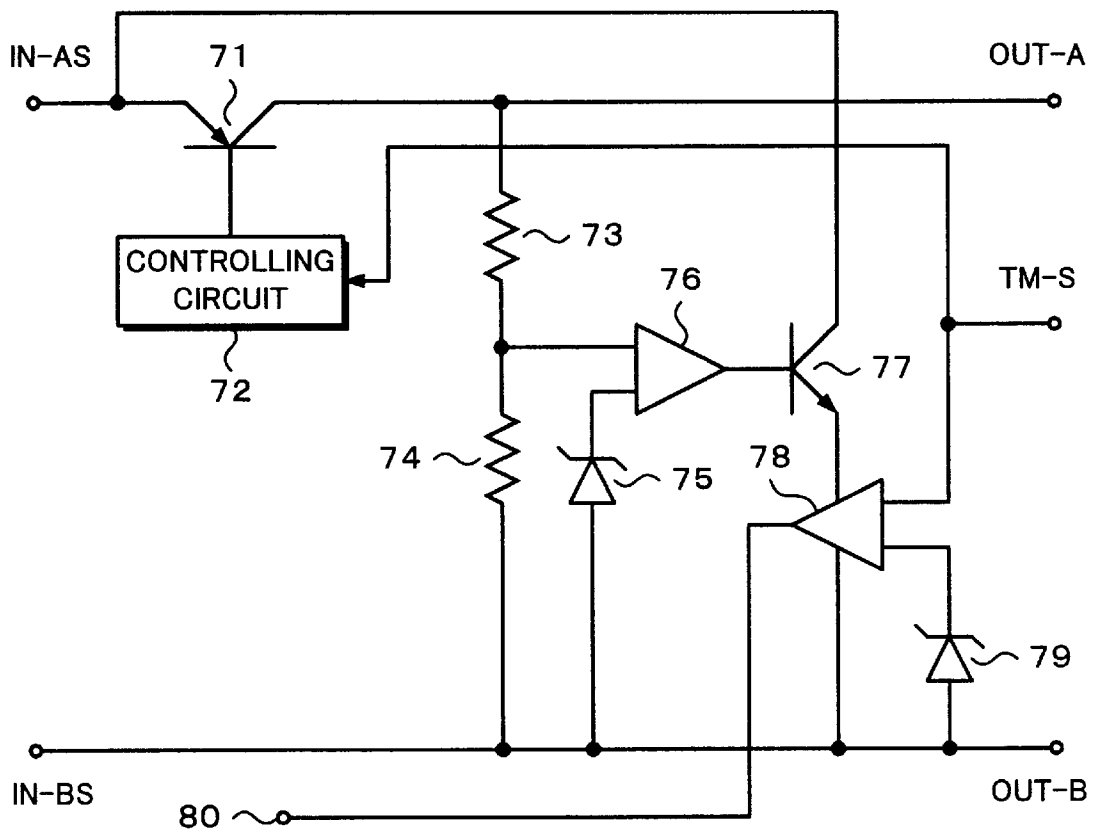 IN-AS
71
OUT-A
73
CONTROLLING
CIRCUIT
76
TM-S
72
77
74
75
78
79
IN-BS
OUT-B
80